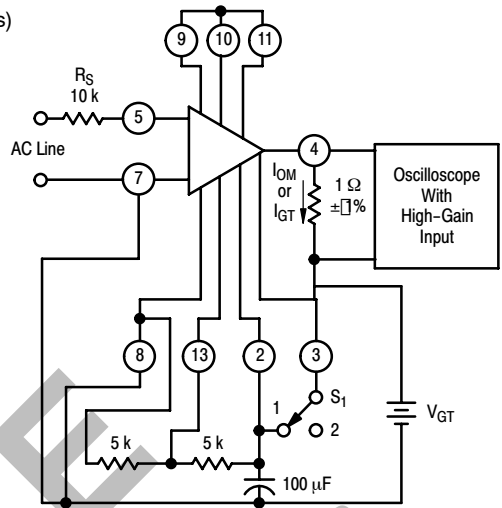 s)
9 10 11
RS
10 k
5
4
AC Line
7
IOM
or
IGT
1 Ω
±1%
Oscilloscope
With
High−Gain
Input
8 13 2 3
1
S1
2
VGT
5 k 5 k
100 μF